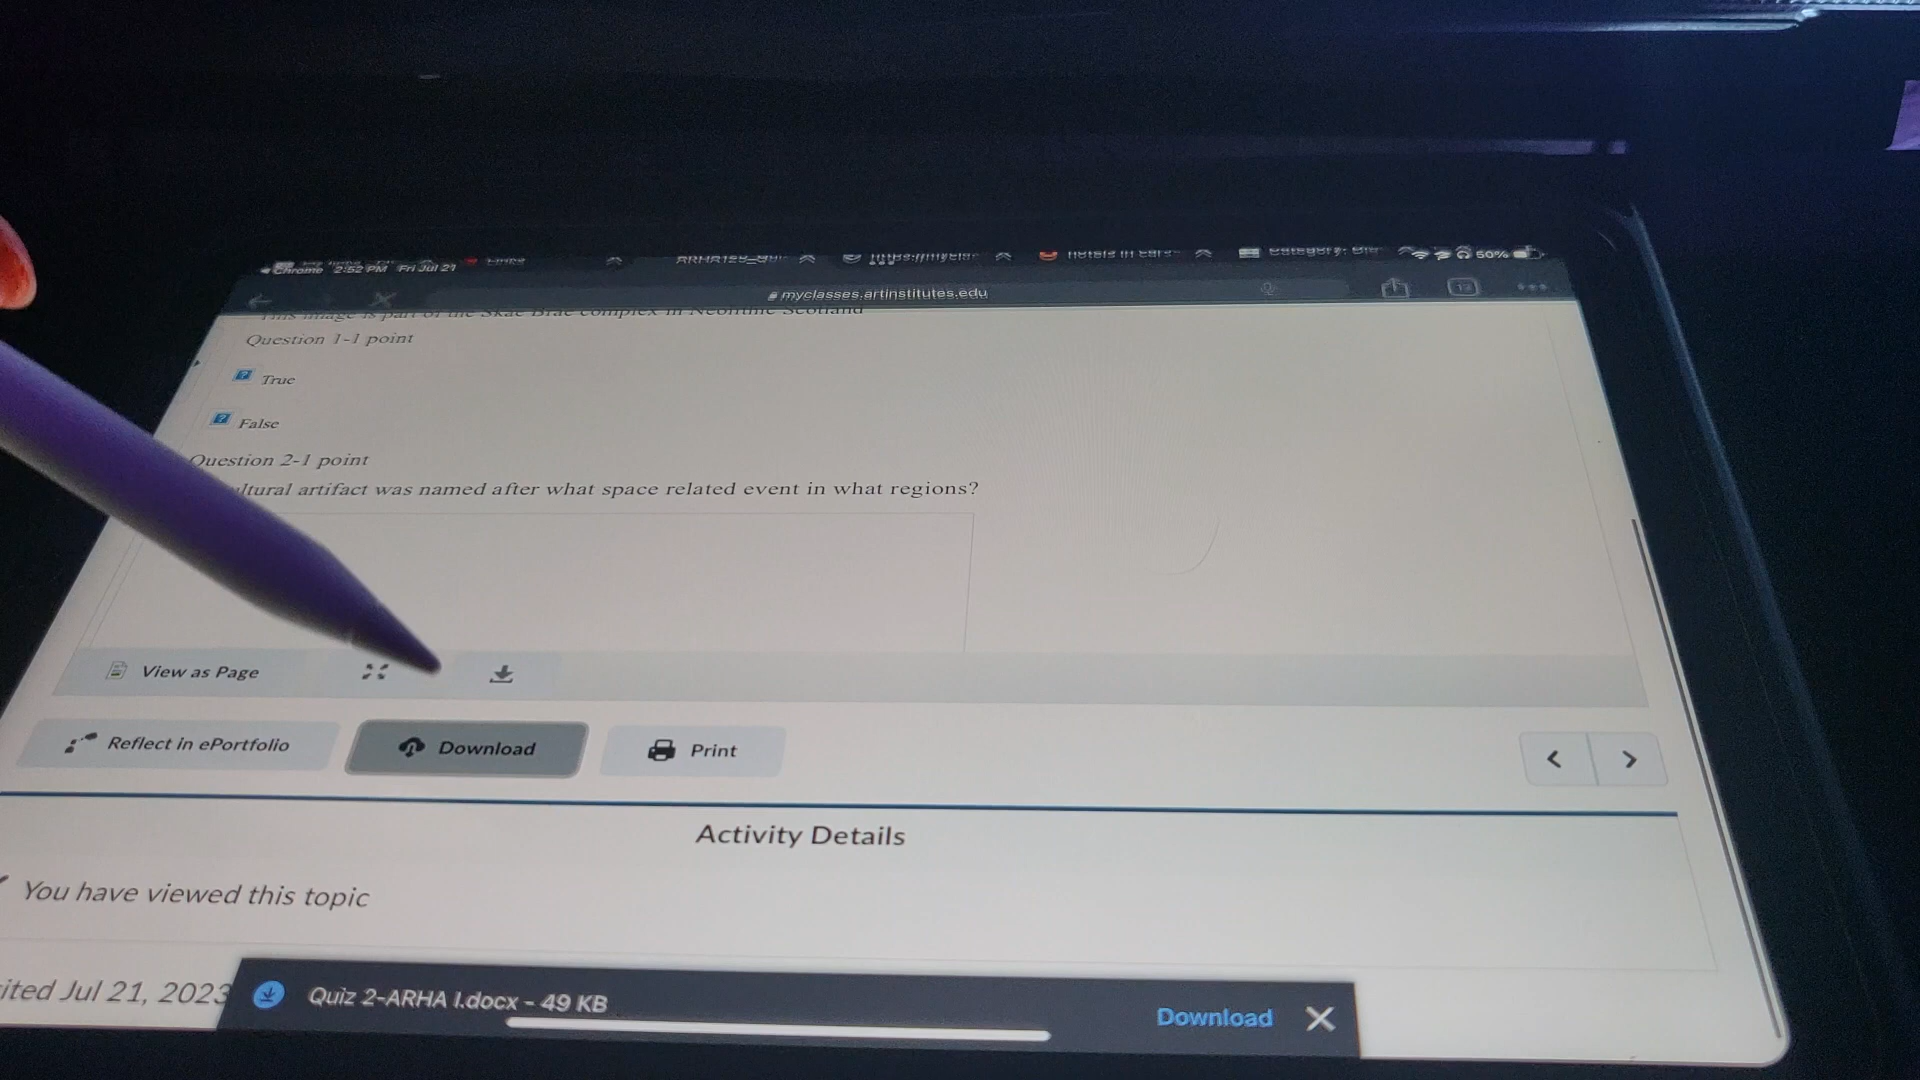 Chrome 2:52 PM Fri Jul 21
50%
myclasses.artinstitutes.edu
This image is part of the Skae Brae complex in Neolithic Scotland
Question 1-1 point
True
False
Question 2-1 point
artifact was named after what space related event in what regions?
View as Page
Reflect in ePortfolio
Download
Print
Activity Details
You have viewed this topic
Jul 21, 2023
Quiz 2-ARHA I.docx - 49 KB
Download